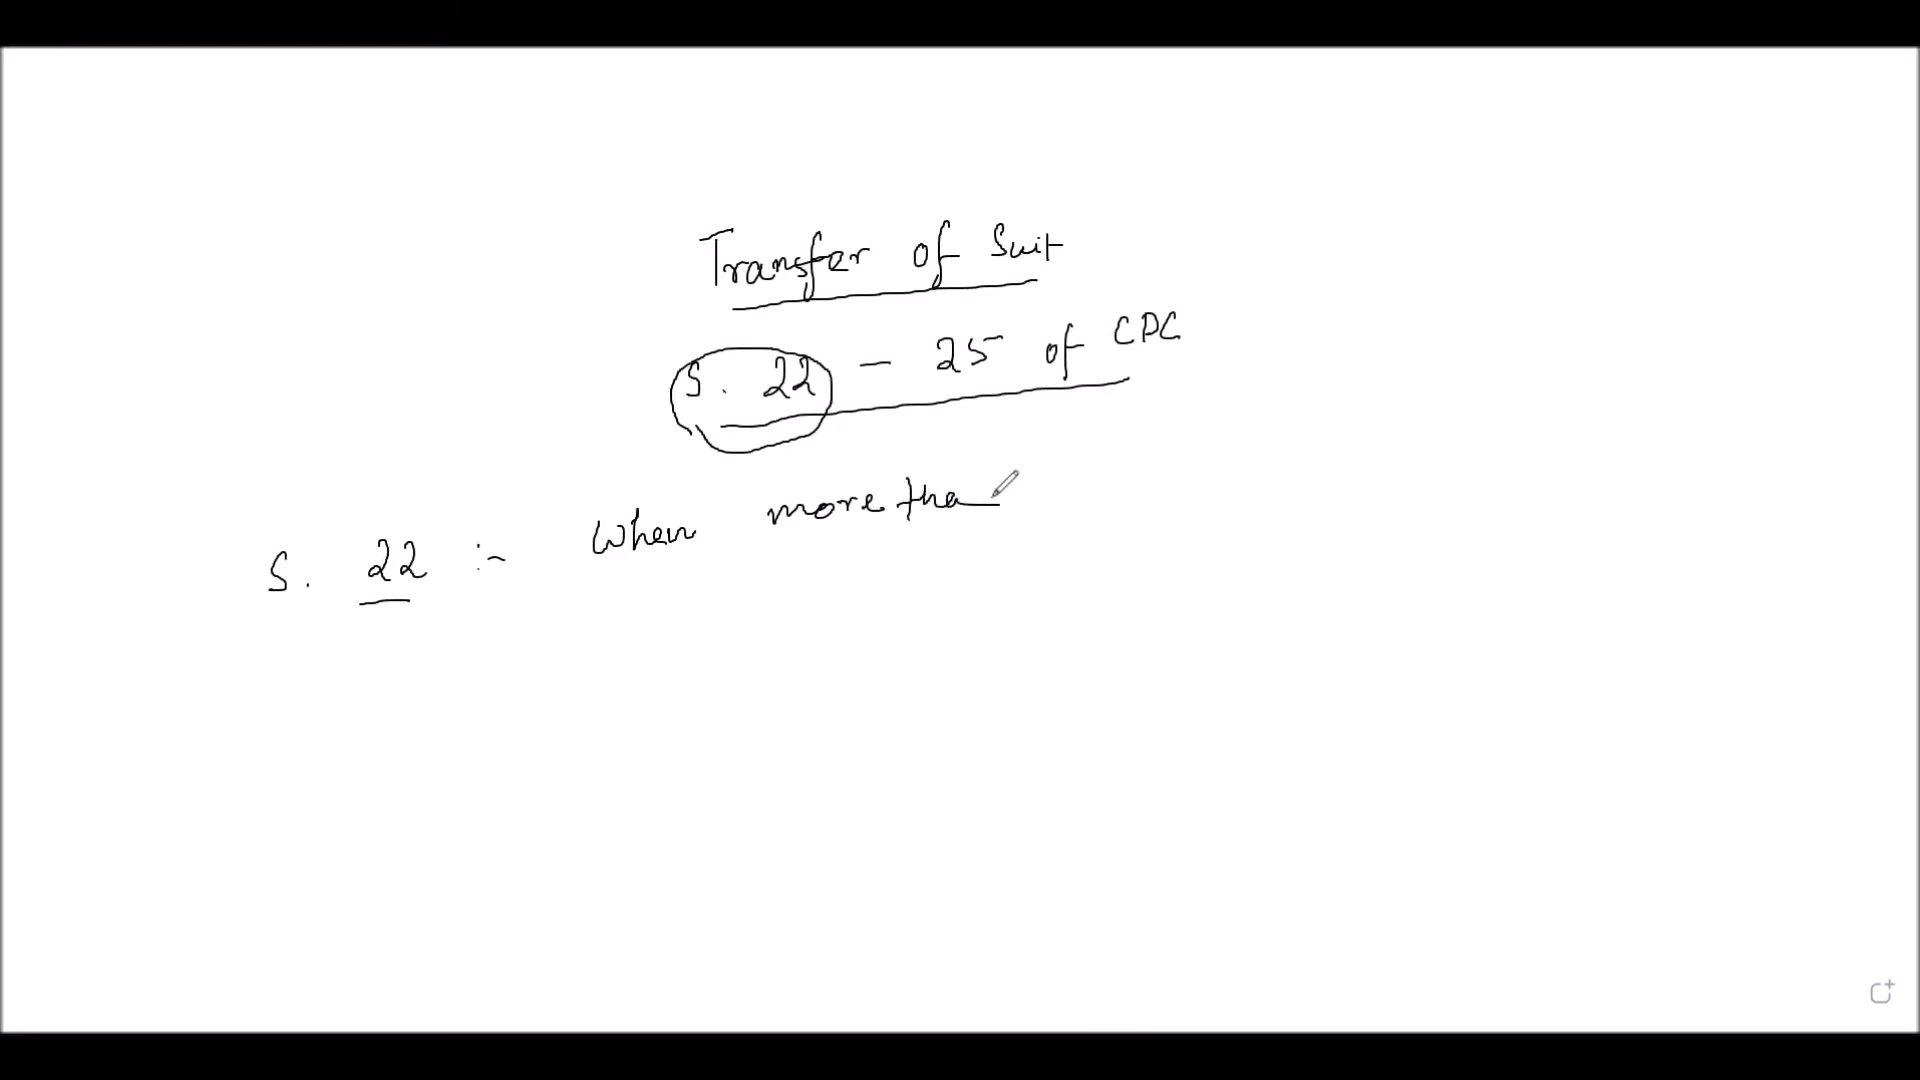 Transfer of Suit
S. 22 - 25 of CPC
S. 22 :- When more tha